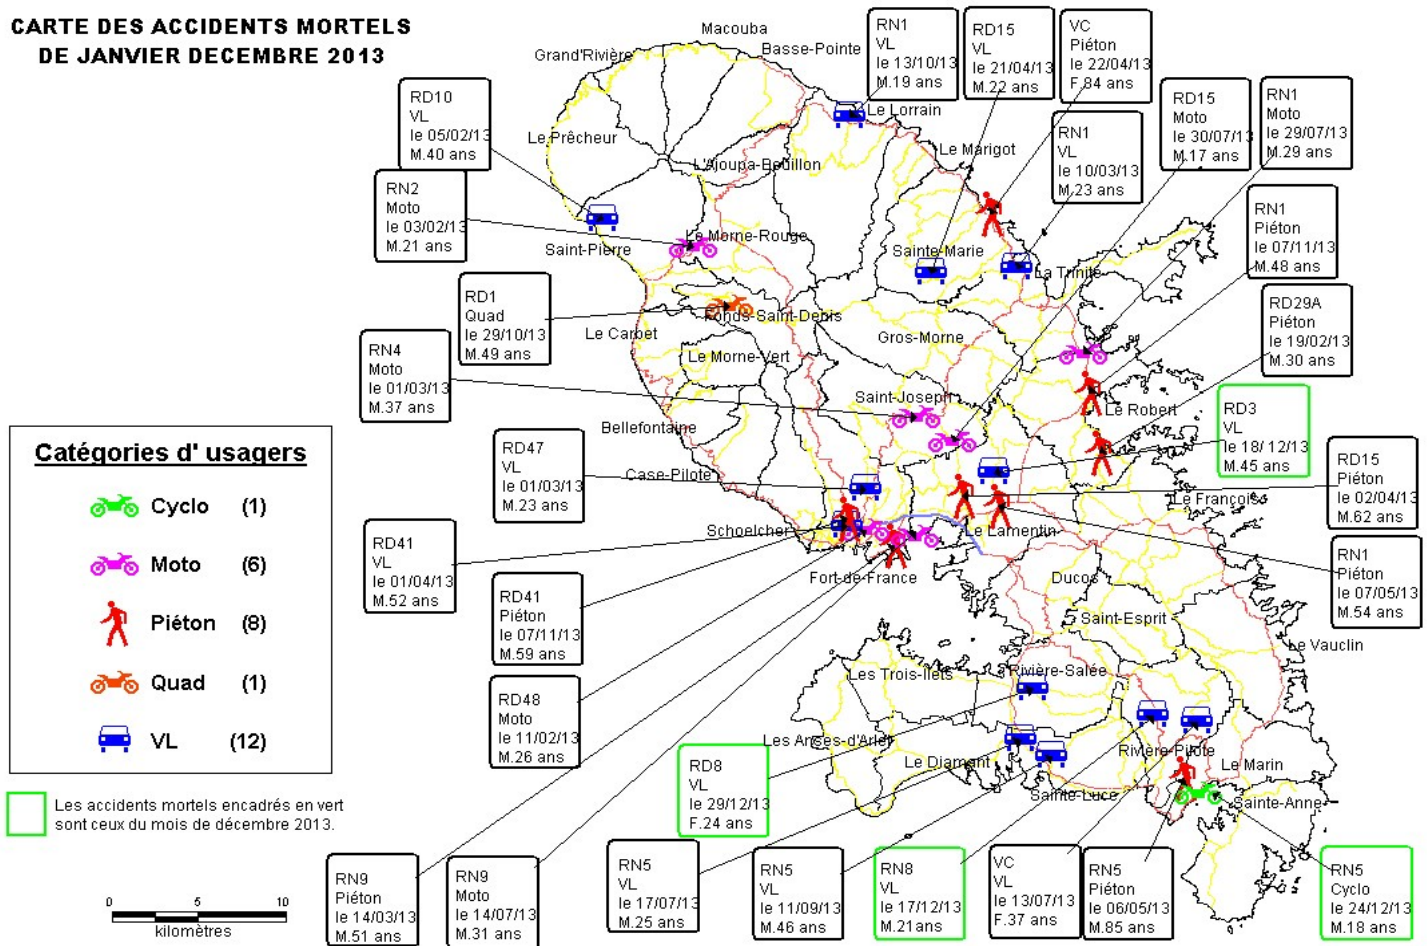 CARTE DES ACCIDENTS MORTELS
DE JANVIER DECEMBRE 2013
Macouba
Grand'Rivière
Basse-Pointe
Le Lorrain
Le Prêcheur
L'Ajoupa-Bouillon
Le Marigot
Saint-Pierre
Le Morne-Rouge
Sainte-Marie
La Trinité
Fonds-Saint-Denis
Le Carbet
Gros-Morne
Le Morne-Vert
Saint-Joseph
Le Robert
Bellefontaine
Case-Pilote
Le François
Schoelcher
Le Lamentin
Fort-de-France
Ducos
Saint-Esprit
Le Vauclin
Les Trois-Ilets
Rivière-Salée
Les Anses-d'Arlet
Le Diamant
Rivière-Pilote
Le Marin
Sainte-Luce
Sainte-Anne
RN1
VL
le 13/10/13
M.19 ans
RD15
VL
le 21/04/13
M.22 ans
VC
Piéton
le 22/04/13
F.84 ans
RD10
VL
le 05/02/13
M.40 ans
RD15
Moto
le 30/07/13
M.17 ans
RN1
Moto
le 29/07/13
M.29 ans
RN1
VL
le 10/03/13
M.23 ans
RN2
Moto
le 03/02/13
M.21 ans
RN1
Piéton
le 07/11/13
M.48 ans
RD1
Quad
le 29/10/13
M.49 ans
RD29A
Piéton
le 19/02/13
M.30 ans
RN4
Moto
le 01/03/13
M.37 ans
RD3
VL
le 18/12/13
M.45 ans
RD47
VL
le 01/03/13
M.23 ans
RD15
Piéton
le 02/04/13
M.62 ans
RD41
VL
le 01/04/13
M.52 ans
RN1
Piéton
le 07/05/13
M.54 ans
RD41
Piéton
le 07/11/13
M.59 ans
RD48
Moto
le 11/02/13
M.26 ans
RD8
VL
le 29/12/13
F.24 ans
RN9
Piéton
le 14/03/13
M.51 ans
RN9
Moto
le 14/07/13
M.31 ans
RN5
VL
le 17/07/13
M.25 ans
RN5
VL
le 11/09/13
M.46 ans
RN8
VL
le 17/12/13
M.21 ans
VC
VL
le 13/07/13
F.37 ans
RN5
Piéton
le 06/05/13
M.85 ans
RN5
Cyclo
le 24/12/13
M.18 ans
Catégories d' usagers
Cyclo (1)
Moto (6)
Piéton (8)
Quad (1)
VL (12)
Les accidents mortels encadrés en vert
sont ceux du mois de décembre 2013.
0 5 10
kilomètres